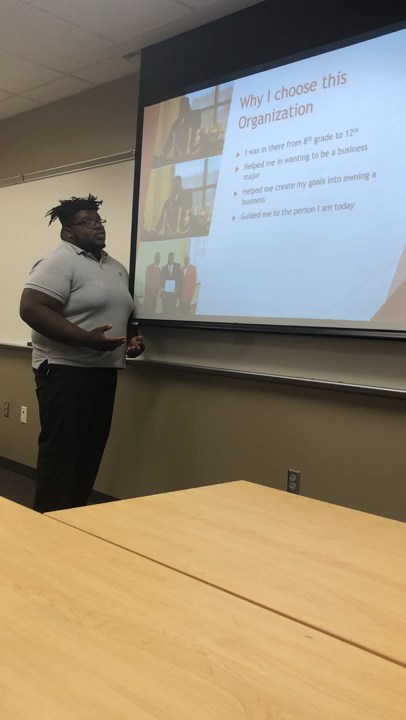 Why I choose this
Organization
I was in there from 8th grade to 12th
Helped me in wanting to be a business
major
Helped me create my goals into owning a
business
Guided me to the person I am today